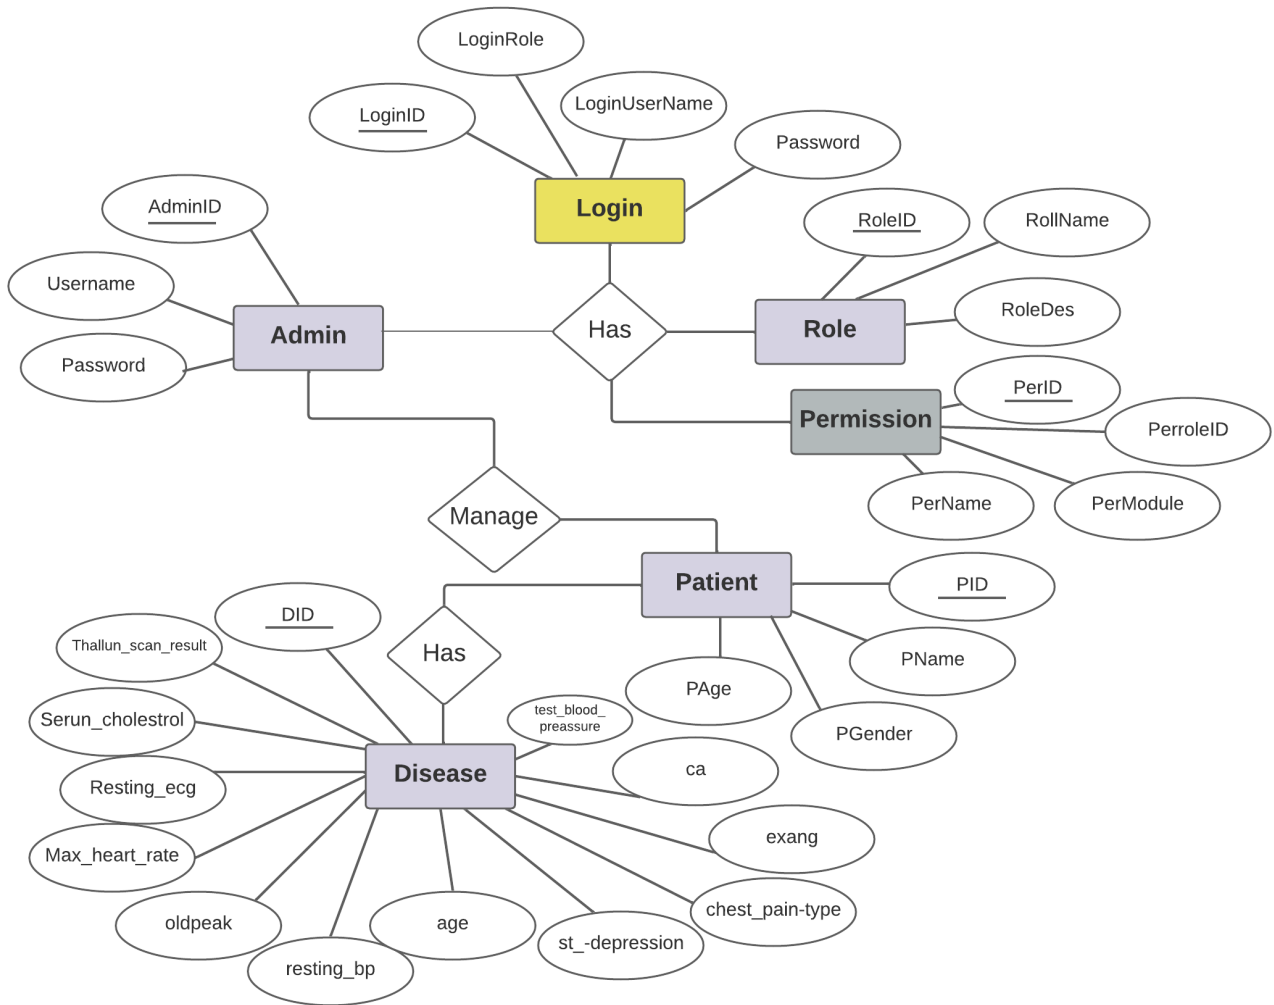 LoginRole
LoginUserName
LoginID
Password
Login
AdminID
RoleID
RollName
Username
Admin
Has
Role
RoleDes
Password
PerID
Permission
PerroleID
PerName
PerModule
Manage
Patient
PID
DID
Thallun_scan_result
Has
PName
PAge
Serun_cholestrol
test_blood_
preassure
PGender
Disease
ca
Resting_ecg
exang
Max_heart_rate
chest_pain-type
oldpeak
age
st_-depression
resting_bp